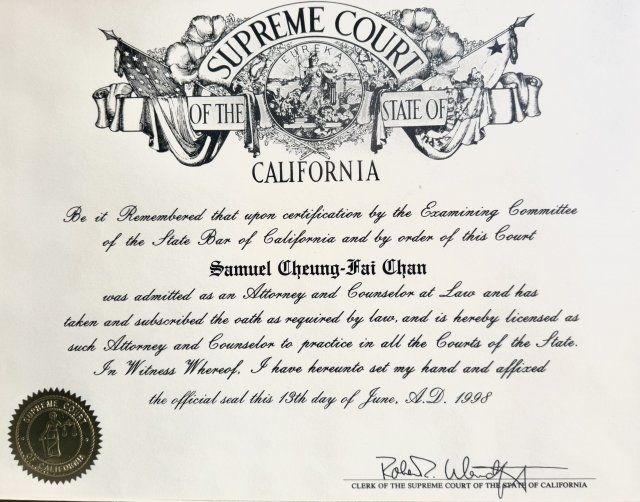 SUPREME COURT
EUREKA
OF THE STATE OF
CALIFORNIA
Be it Remembered that upon certification by the Examining Committee
of the State Bar of California and by order of this Court
Samuel Cheung-Fai Chan
was admitted as an Attorney and Counselor at Law and has
taken and subscribed the oath as required by law, and is hereby licensed as
such Attorney and Counselor to practice in all the Courts of the State.
In Witness Whereof, I have hereunto set my hand and affixed
the official seal this 13th day of June, A.D. 1998
SUPREME COURT
OF CALIFORNIA
CLERK OF THE SUPREME COURT OF THE STATE OF CALIFORNIA